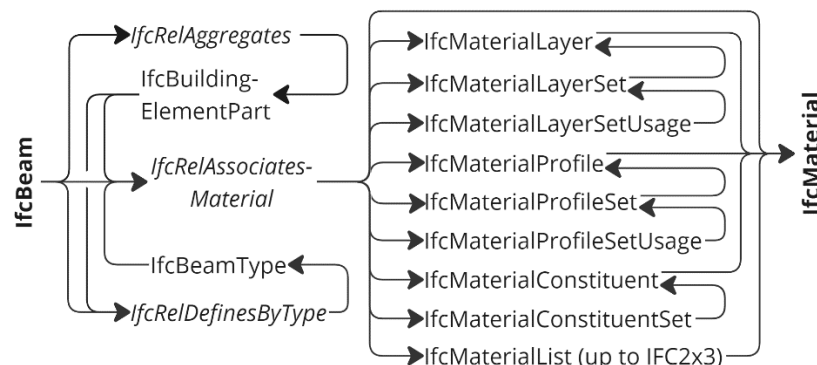 IfcBeam
IfcRelAggregates
IfcBuilding-
ElementPart
IfcRelAssociates-
Material
IfcBeamType
IfcRelDefinesByType
IfcMaterialLayer
IfcMaterialLayerSet
IfcMaterialLayerSetUsage
IfcMaterialProfile
IfcMaterialProfileSet
IfcMaterialProfileSetUsage
IfcMaterialConstituent
IfcMaterialConstituentSet
IfcMaterialList (up to IFC2x3)
IfcMaterial